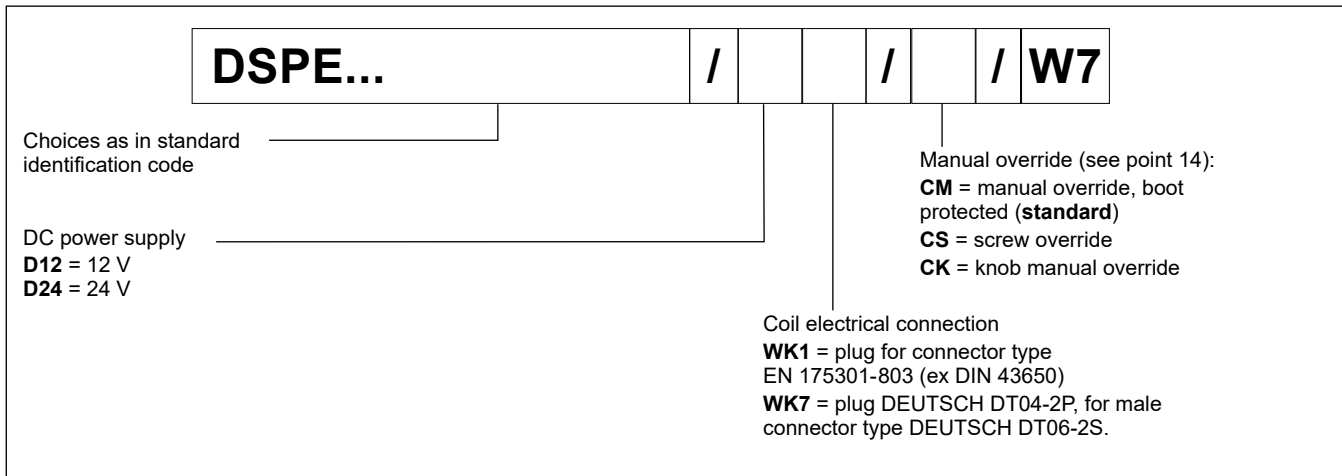 DSPE... / / / W7
Choices as in standard
identification code
DC power supply
D12 = 12 V
D24 = 24 V
Manual override (see point 14):
CM = manual override, boot
protected (standard)
CS = screw override
CK = knob manual override
Coil electrical connection
WK1 = plug for connector type
EN 175301-803 (ex DIN 43650)
WK7 = plug DEUTSCH DT04-2P, for male
connector type DEUTSCH DT06-2S.